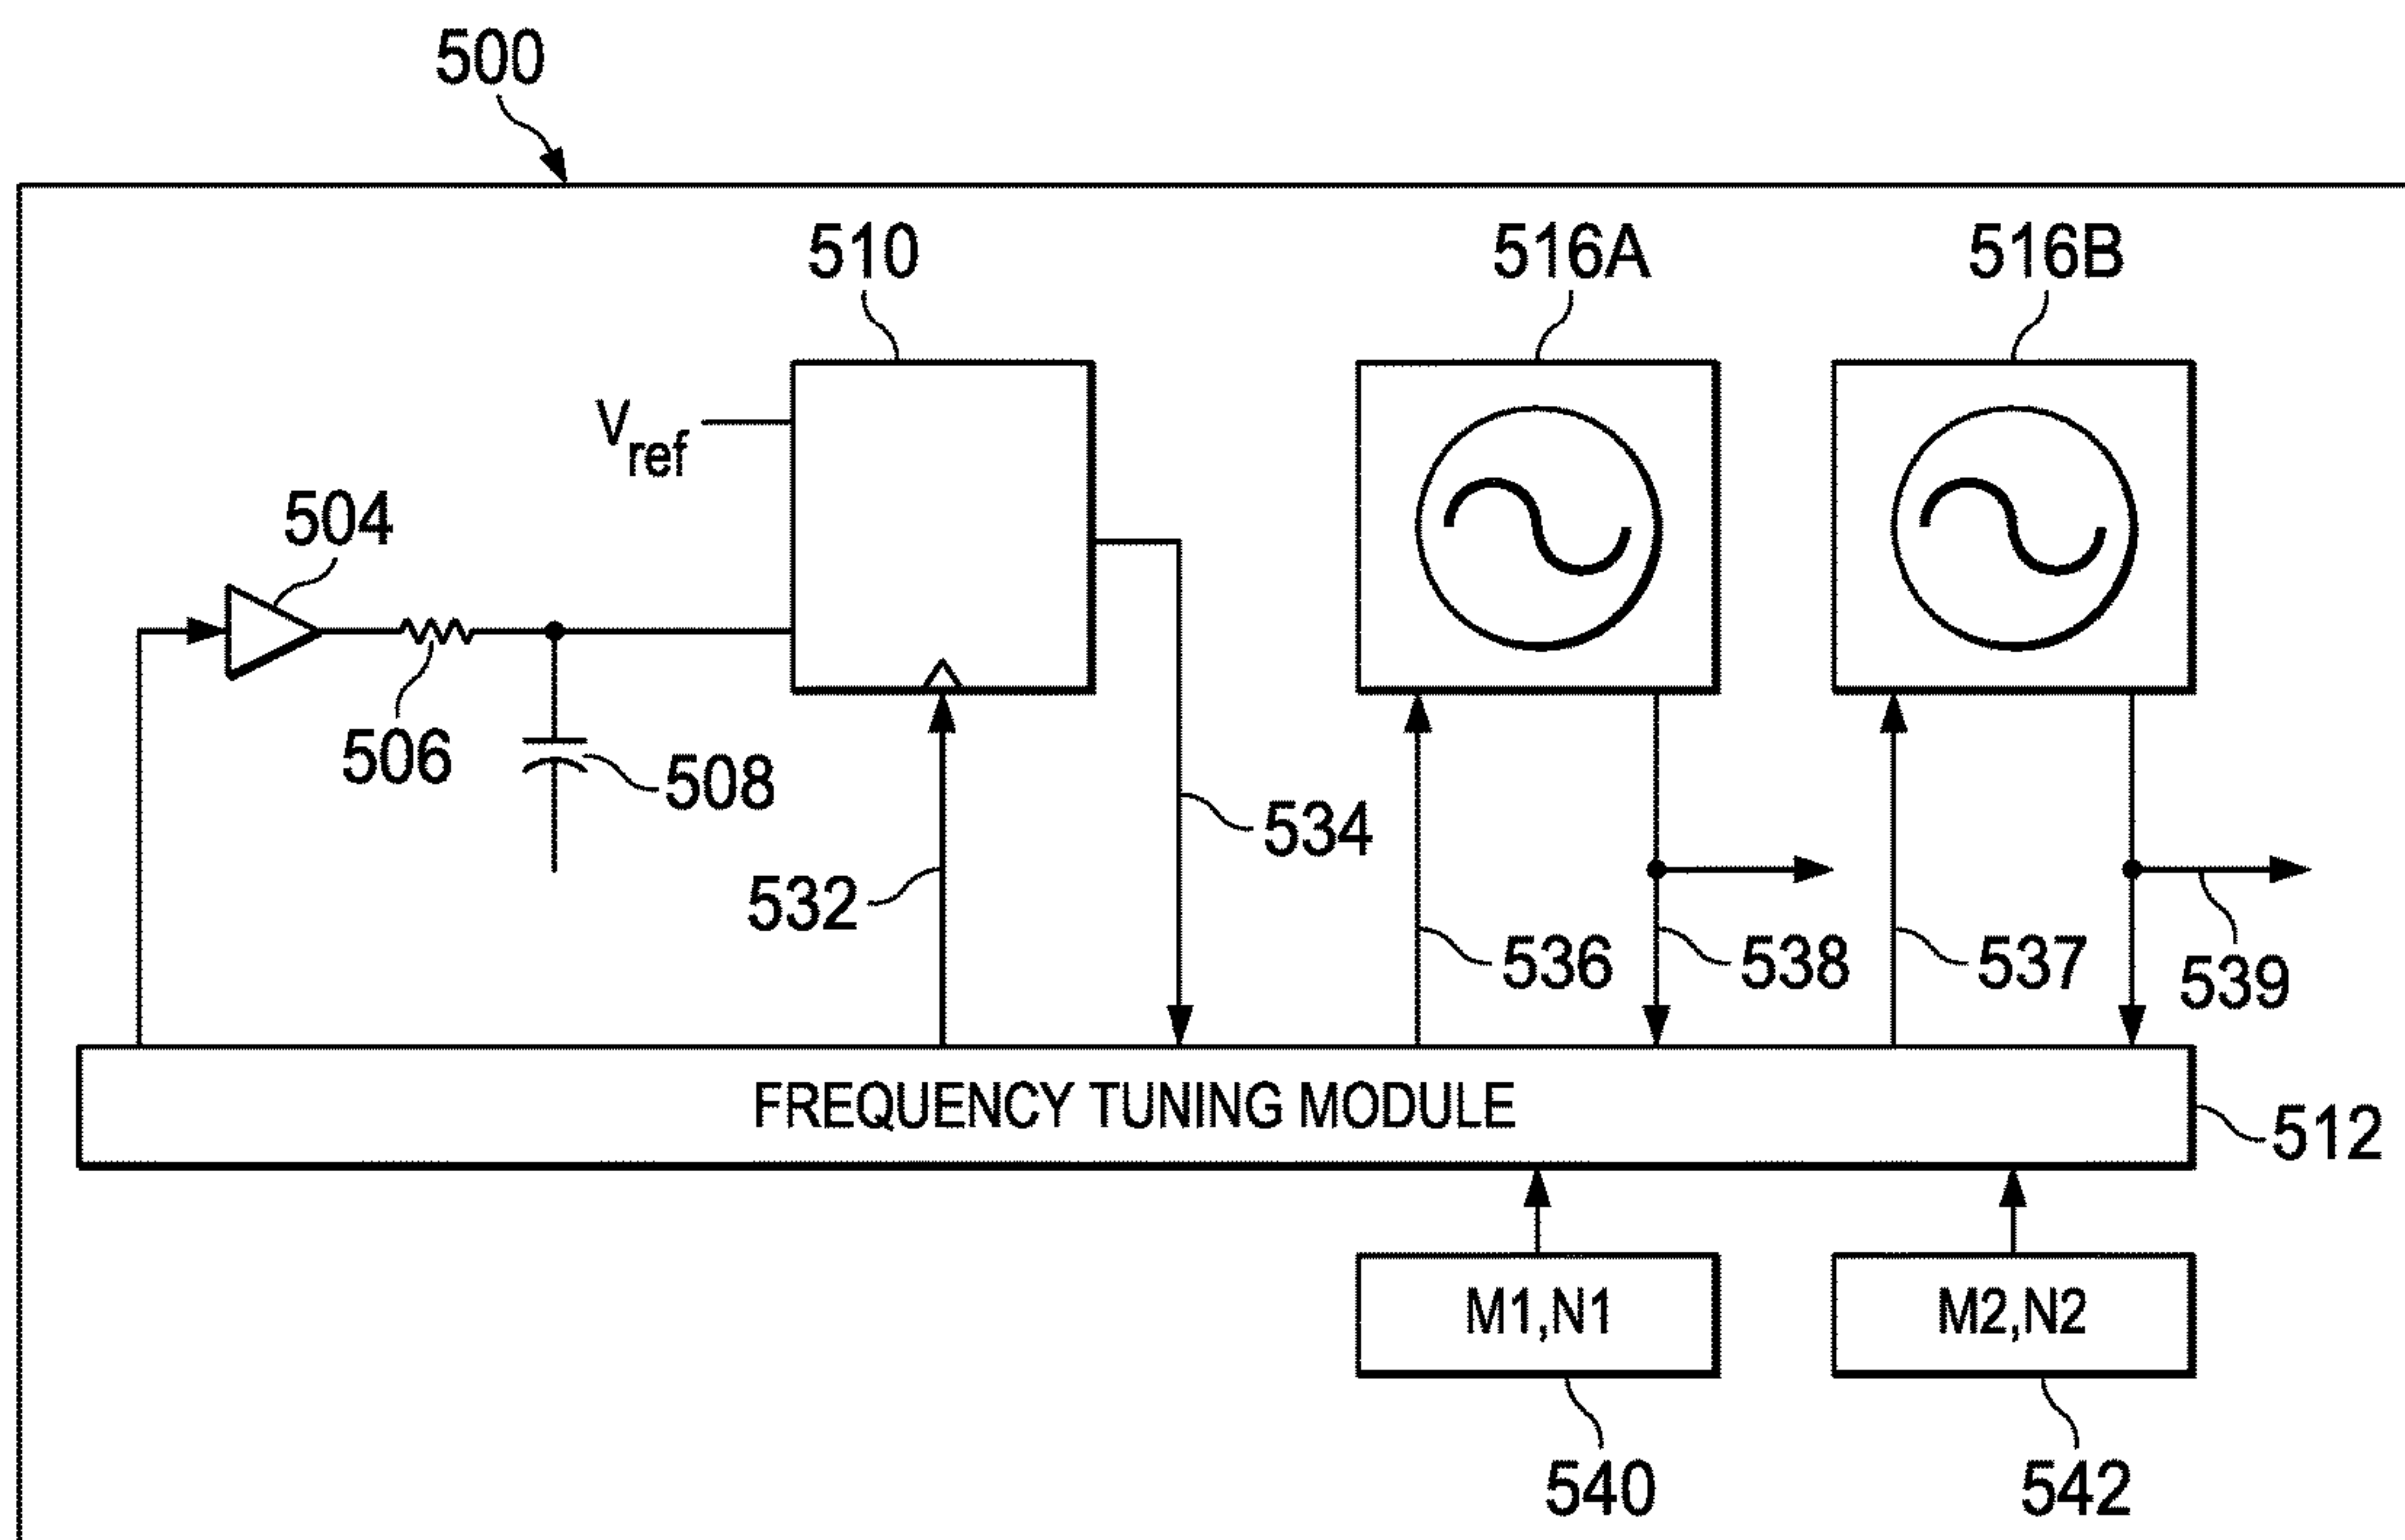 500
510
516A
516B
Vref
504
506
508
534
532
536
538
537
539
FREQUENCY TUNING MODULE
512
M1,N1
M2,N2
540
542